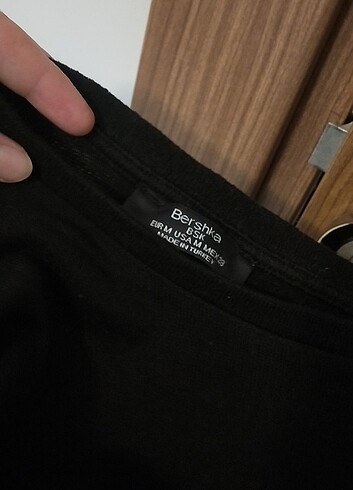 Bershka
BSK
EUR M USA M MEX 28
MADE IN TURKEY